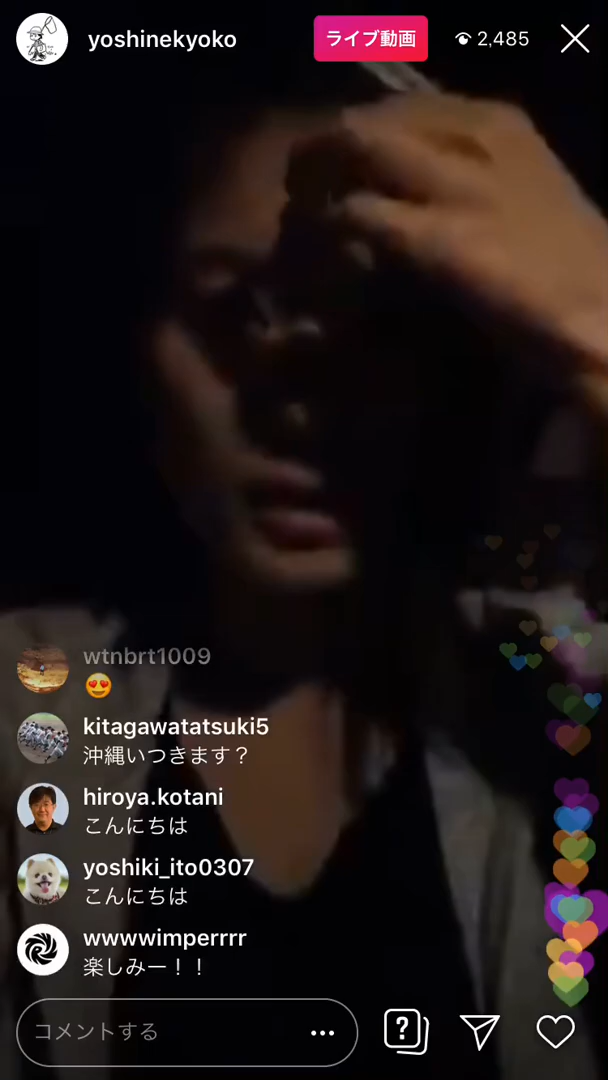 yoshinekyoko
ライブ動画
2,485
wtnbrt1009
😍
kitagawatatsuki5
沖縄いつきます？
hiroya.kotani
こんにちは
yoshiki_ito0307
こんにちは
wwwwimperrrr
楽しみー！！
コメントする